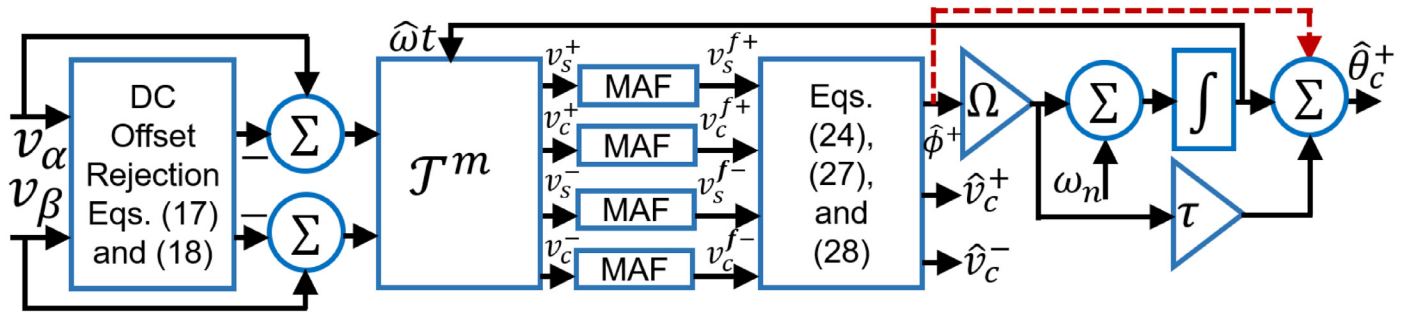 v_α
v_β
DC
Offset
Rejection
Eqs. (17)
and (18)
−
−
Σ
Σ
ω̂t
𝒯^m
v_s^+
v_c^+
v_s^−
v_c^−
MAF
MAF
MAF
MAF
v_s^{f+}
v_c^{f+}
v_s^{f−}
v_c^{f−}
Eqs.
(24),
(27),
and
(28)
φ̂^+
v̂_c^+
v̂_c^−
Ω
Σ
ω_n
∫
τ
Σ
θ̂_c^+